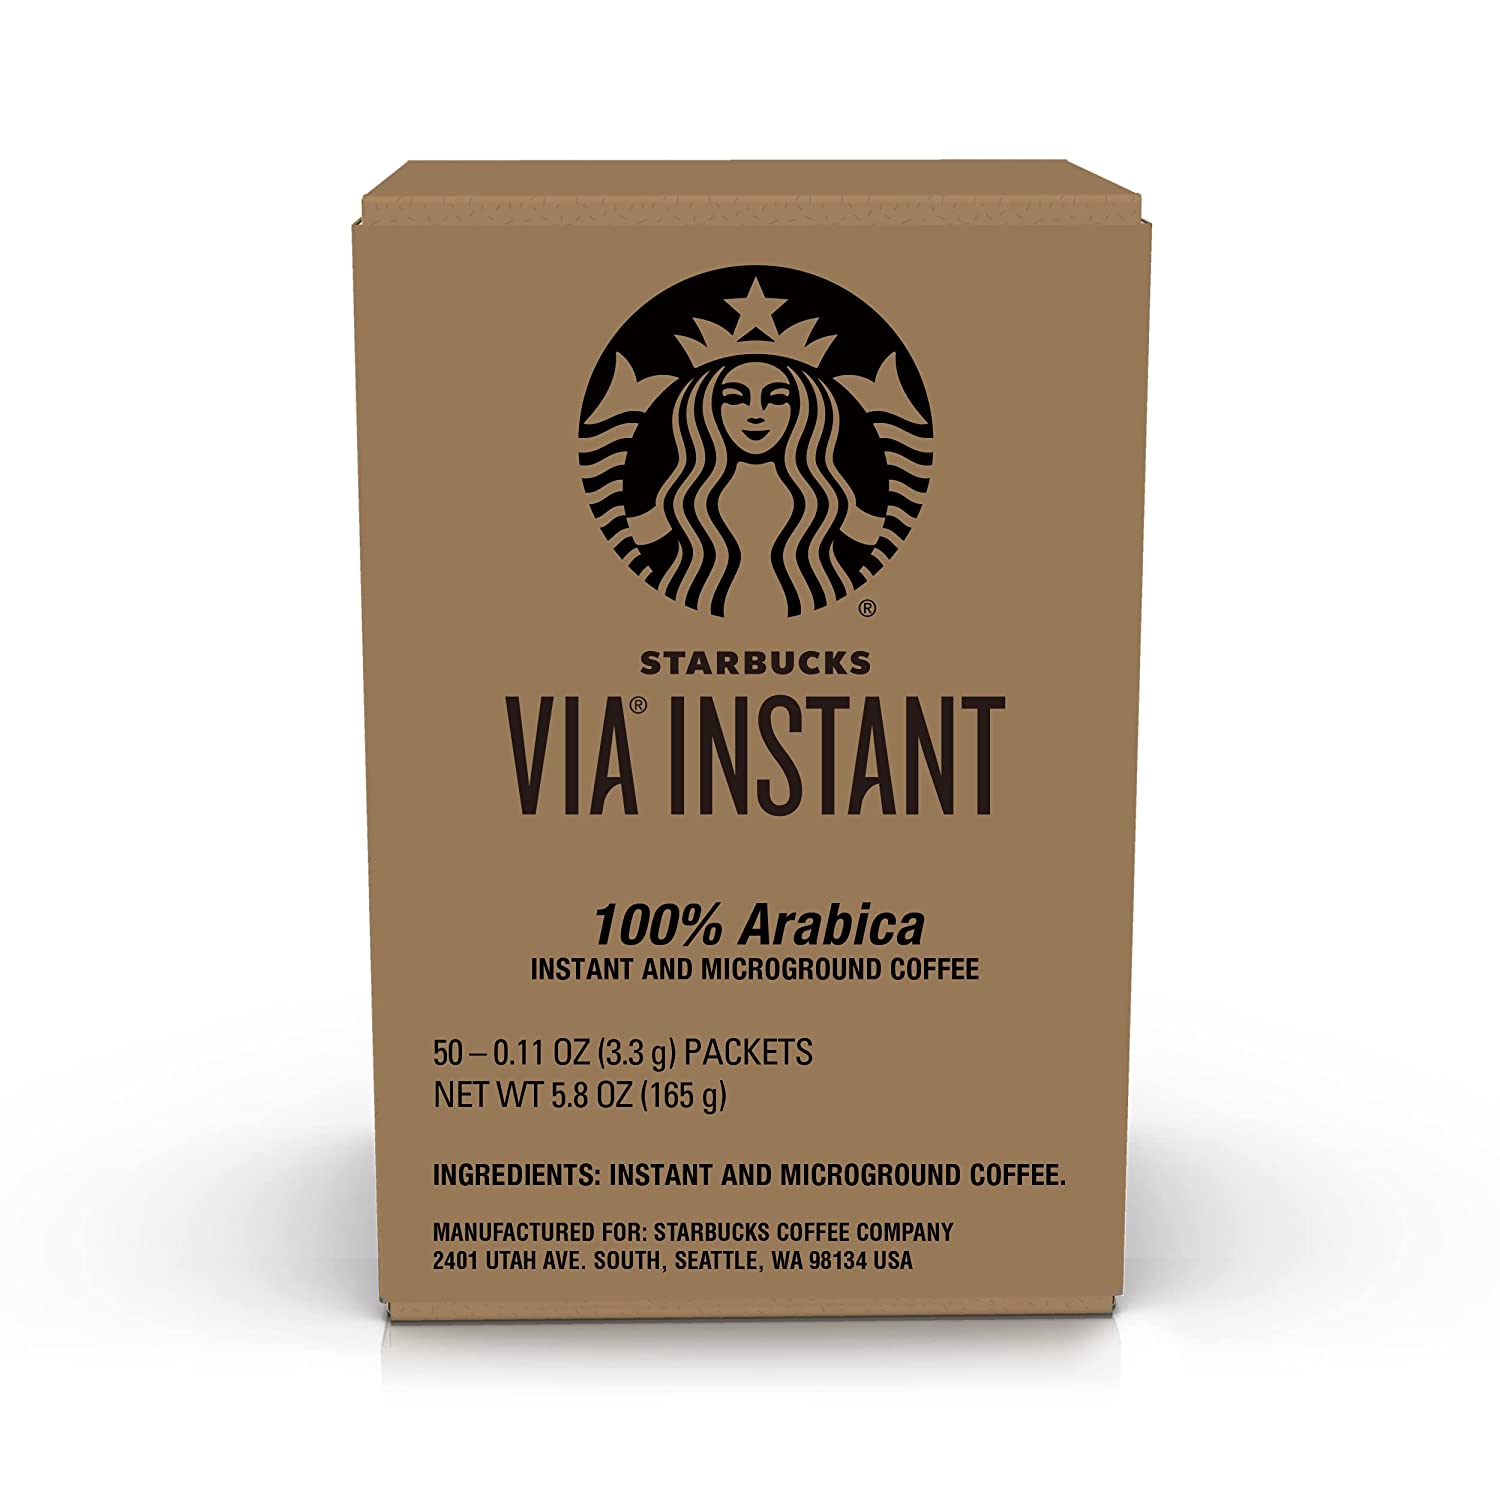 ®
STARBUCKS
VIA® INSTANT
100% Arabica
INSTANT AND MICROGROUND COFFEE
50 – 0.11 OZ (3.3 g) PACKETS
NET WT 5.8 OZ (165 g)
INGREDIENTS: INSTANT AND MICROGROUND COFFEE.
MANUFACTURED FOR: STARBUCKS COFFEE COMPANY
2401 UTAH AVE. SOUTH, SEATTLE, WA 98134 USA